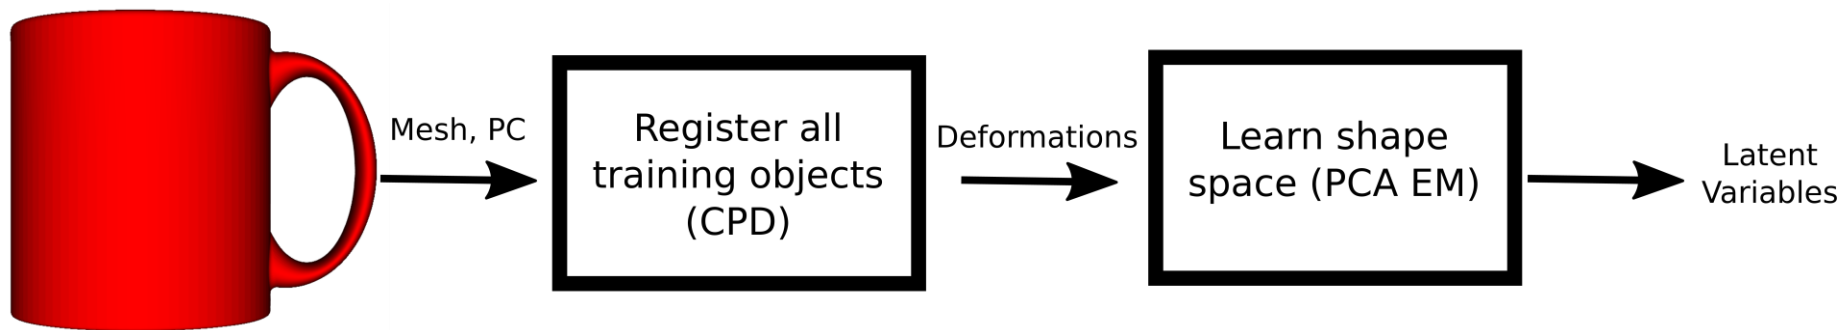 Mesh, PC
Register all
training objects
(CPD)
Deformations
Learn shape
space (PCA EM)
Latent
Variables